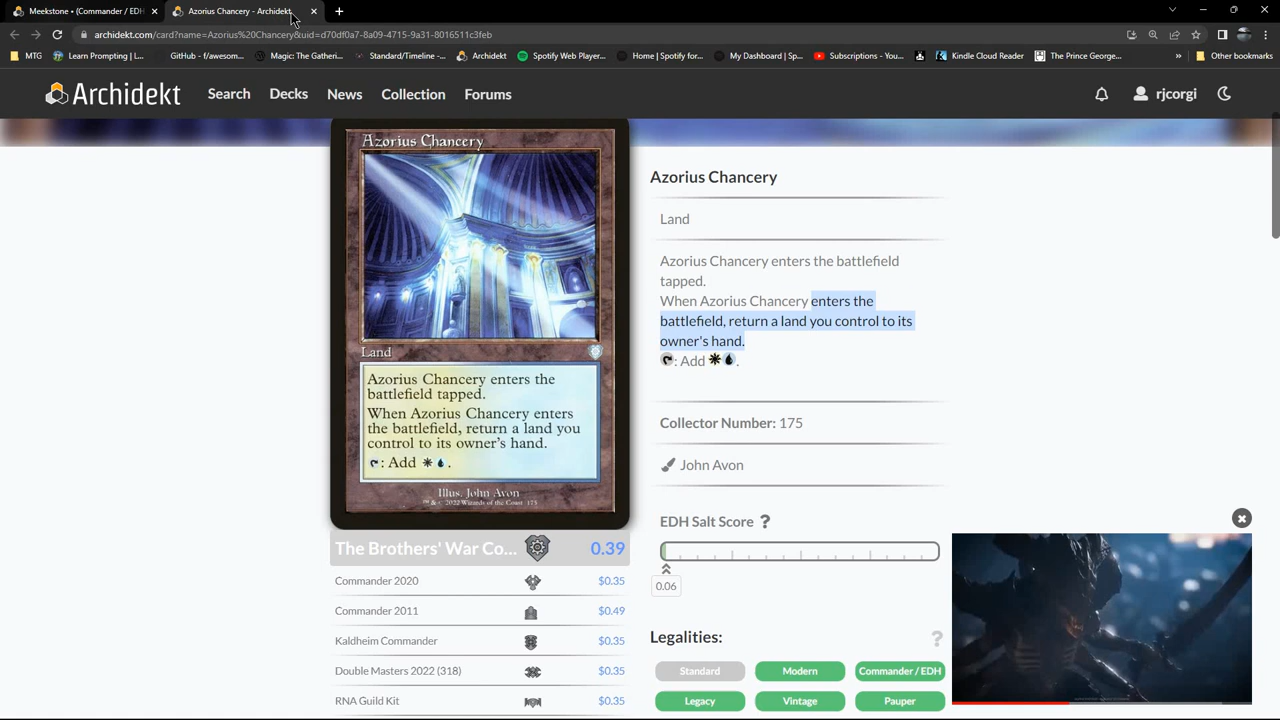 Meekstone • (Commander / EDH
Azorius Chancery - Archidekt
archidekt.com/card?name=Azorius%20Chancery&uid=d70df0a7-8a09-4715-9a31-8016511c3feb
MTG
Learn Prompting | L...
GitHub - f/awesom...
Magic: The Gatheri...
Standard/Timeline -...
Archidekt
Spotify Web Player...
Home | Spotify for...
My Dashboard | Sp...
Subscriptions - You...
Kindle Cloud Reader
The Prince George...
»
Other bookmarks
Archidekt
Search
Decks
News
Collection
Forums
rjcorgi
Azorius Chancery
Land
Azorius Chancery enters the
battlefield tapped.
When Azorius Chancery enters
the battlefield, return a land you
control to its owner's hand.
: Add .
Illus. John Avon
™ & © 2022 Wizards of the Coast 175
The Brothers' War Co...
0.39
Commander 2020
$0.35
Commander 2011
$0.49
Kaldheim Commander
$0.35
Double Masters 2022 (318)
$0.35
RNA Guild Kit
$0.35
Azorius Chancery
Land
Azorius Chancery enters the battlefield
tapped.
When Azorius Chancery enters the
battlefield, return a land you control to its
owner's hand.
: Add .
Collector Number: 175
John Avon
EDH Salt Score ?
0.06
Legalities:
?
Standard
Modern
Commander / EDH
Legacy
Vintage
Pauper